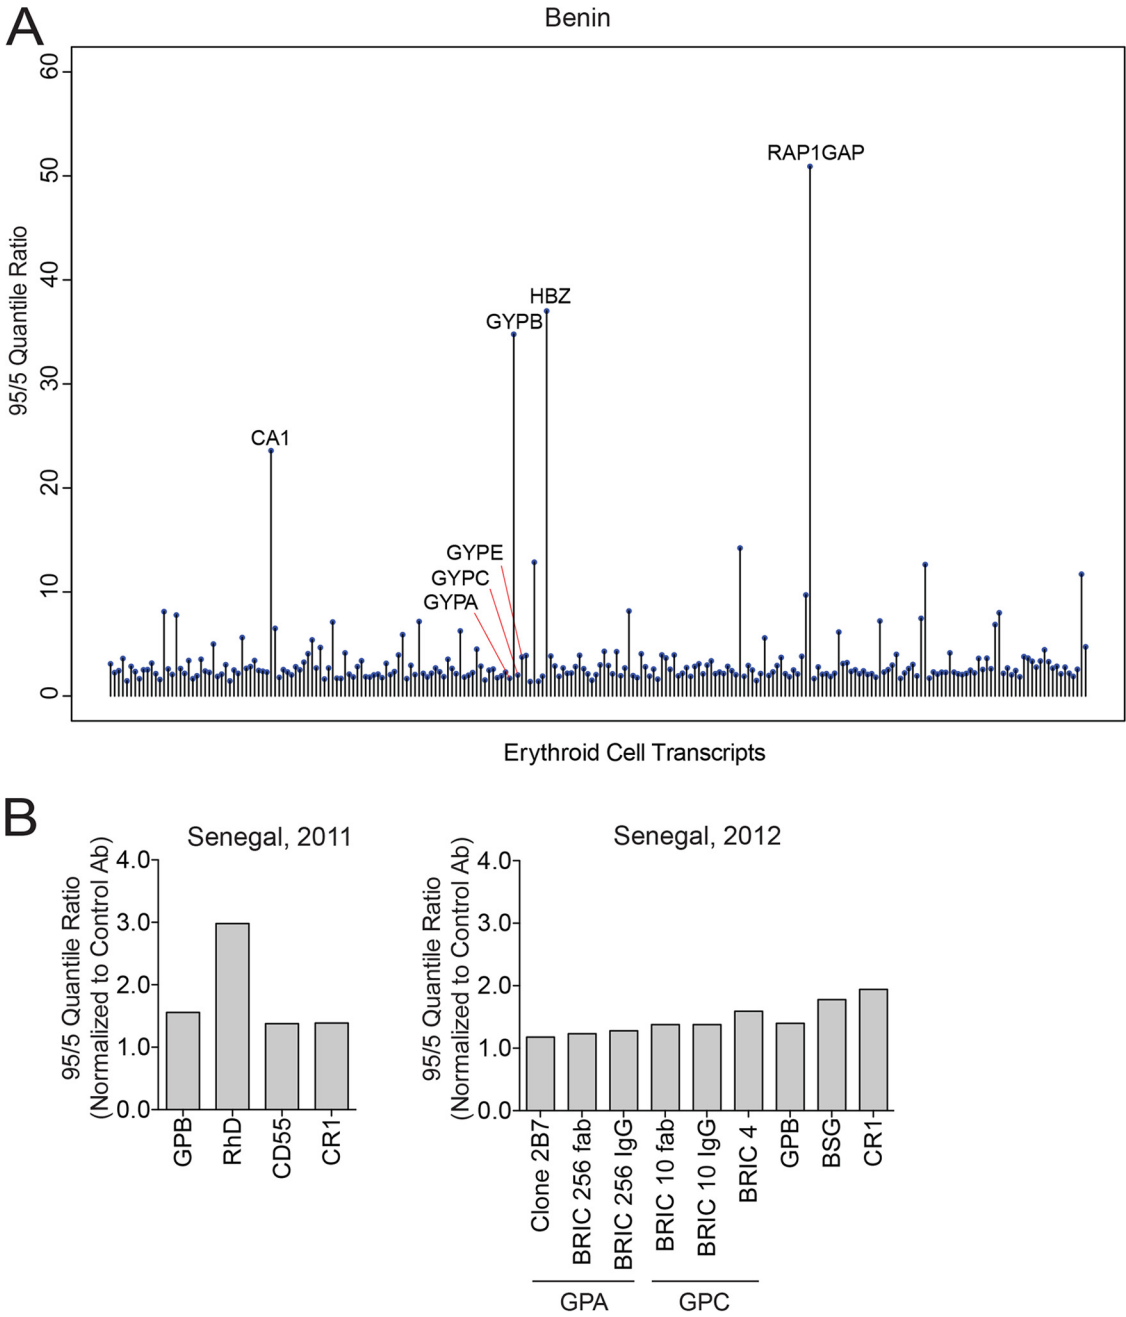 A
Benin
95/5 Quantile Ratio
60
50
40
30
20
10
0
RAP1GAP
HBZ
GYPB
CA1
GYPE
GYPC
GYPA
Erythroid Cell Transcripts
B
Senegal, 2011
95/5 Quantile Ratio
(Normalized to Control Ab)
4.0
3.0
2.0
1.0
0.0
GPB
RhD
CD55
CR1
Senegal, 2012
95/5 Quantile Ratio
(Normalized to Control Ab)
4.0
3.0
2.0
1.0
0.0
Clone 2B7
BRIC 256 fab
BRIC 256 IgG
BRIC 10 fab
BRIC 10 IgG
BRIC 4
GPB
BSG
CR1
GPA
GPC